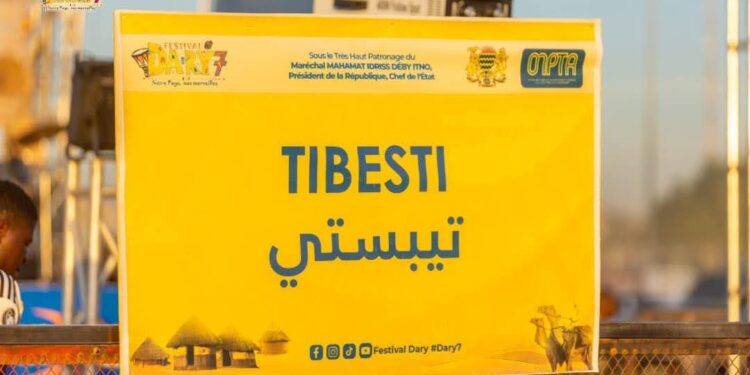 FESTIVAL
DARY 7
Notre Pays, nos merveilles
Sous le Très Haut Patronage du
Maréchal MAHAMAT IDRISS DÉBY ITNO,
Président de la République, Chef de l'État
ONPTA
TIBESTI
تيبستي
Festival Dary #Dary7